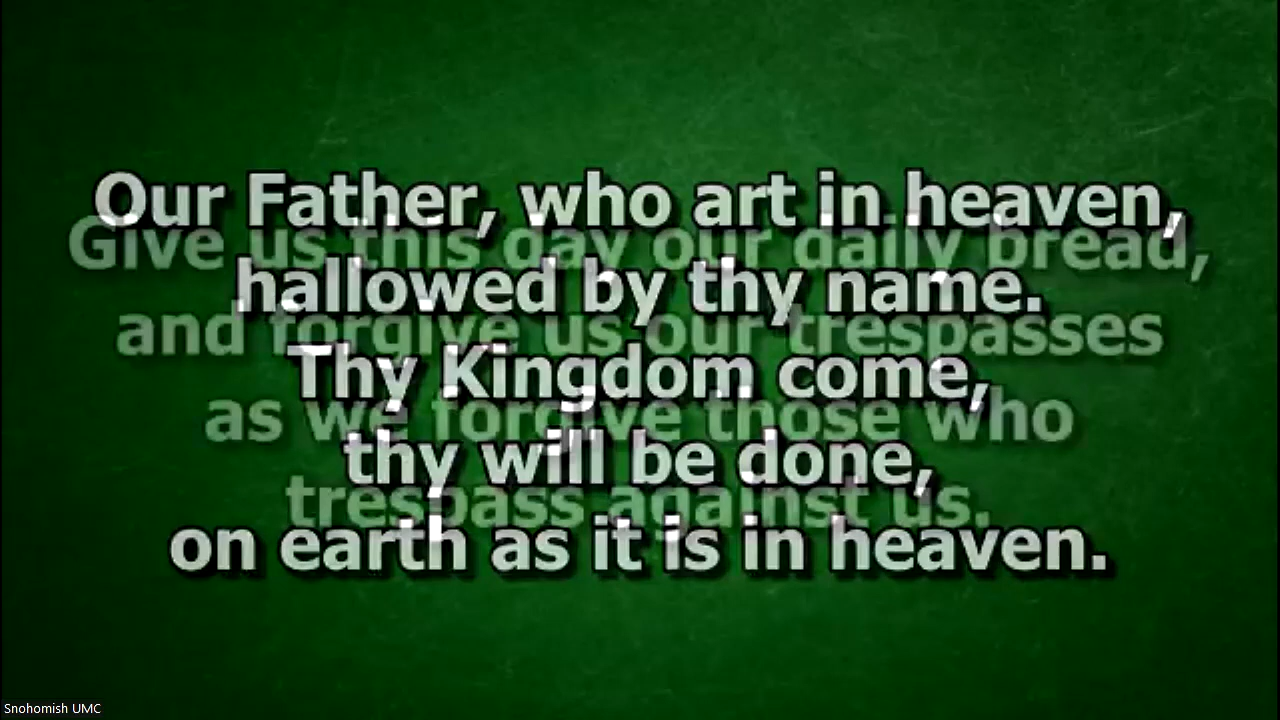 Our Father, who art in heaven,
hallowed by thy name.
Thy Kingdom come,
thy will be done,
on earth as it is in heaven.
Give us this day our daily bread,
and forgive us our trespasses
as we forgive those who
trespass against us.
Snohomish UMC